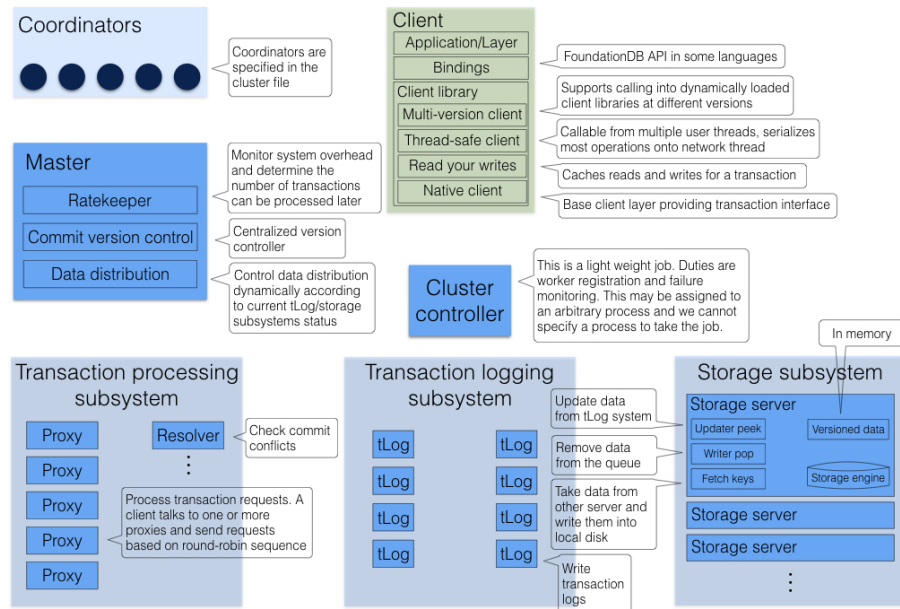 Coordinators
Coordinators are
specified in the
cluster file
Client
Application/Layer
Bindings
Client library
Multi-version client
Thread-safe client
Read your writes
Native client
FoundationDB API in some languages
Supports calling into dynamically loaded
client libraries at different versions
Callable from multiple user threads, serializes
most operations onto network thread
Caches reads and writes for a transaction
Base client layer providing transaction interface
Master
Ratekeeper
Commit version control
Data distribution
Monitor system overhead
and determine the
number of transactions
can be processed later
Centralized version
controller
Control data distribution
dynamically according
to current tLog/storage
subsystems status
Cluster
controller
This is a light weight job. Duties are
worker registration and failure
monitoring. This may be assigned to
an arbitrary process and we cannot
specify a process to take the job.
In memory
Transaction processing
subsystem
Proxy
Proxy
Proxy
Proxy
Proxy
Resolver
Check commit
conflicts
Process transaction requests. A
client talks to one or more
proxies and send requests
based on round-robin sequence
Transaction logging
subsystem
tLog
tLog
tLog
tLog
tLog
tLog
tLog
tLog
Write
transaction
logs
Update data
from tLog system
Remove data
from the queue
Take data from
other server and
write them into
local disk
Storage subsystem
Storage server
Updater peek
Writer pop
Fetch keys
Versioned data
Storage engine
Storage server
Storage server